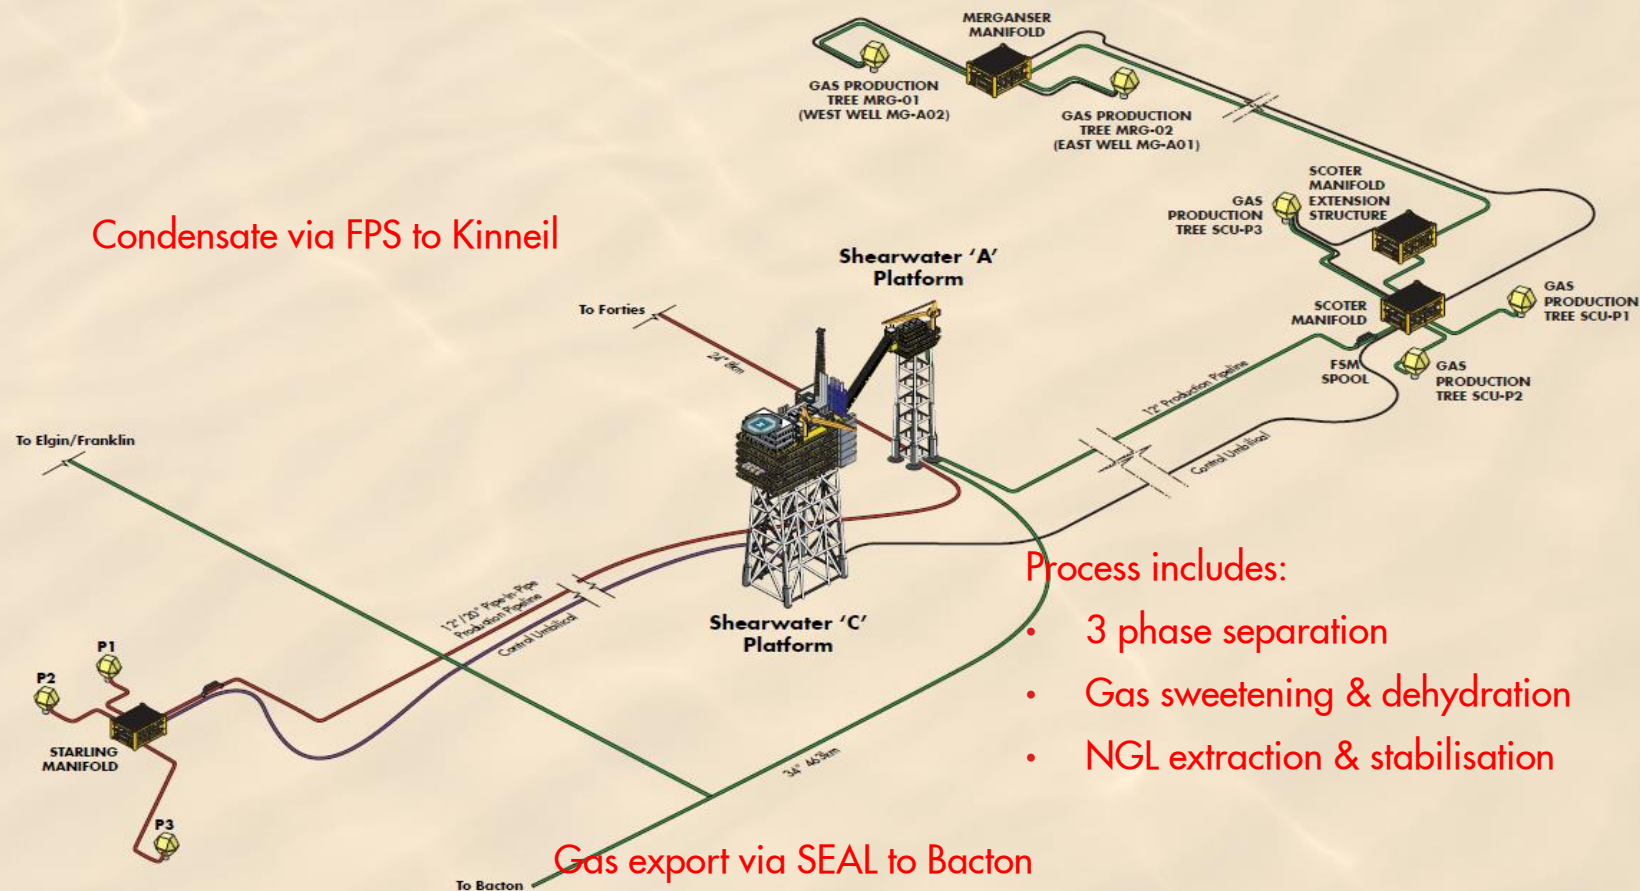 MERGANSER
MANIFOLD
GAS PRODUCTION
TREE MRG-01
(WEST WELL MG-A02)
GAS PRODUCTION
TREE MRG-02
(EAST WELL MG-A01)
SCOTER
MANIFOLD
EXTENSION
STRUCTURE
GAS
PRODUCTION
TREE SCU-P3
Condensate via FPS to Kinneil
Shearwater ‘A’
Platform
To Forties
24" 8km
SCOTER
MANIFOLD
GAS
PRODUCTION
TREE SCU-P1
FSM
SPOOL
GAS
PRODUCTION
TREE SCU-P2
12" Production Pipeline
Control Umbilical
To Elgin/Franklin
12"/20" Pipe-In-Pipe
Production Pipeline
Control Umbilical
Shearwater ‘C’
Platform
Process includes:
• 3 phase separation
• Gas sweetening & dehydration
• NGL extraction & stabilisation
P1
P2
STARLING
MANIFOLD
P3
34" 463km
Gas export via SEAL to Bacton
To Bacton